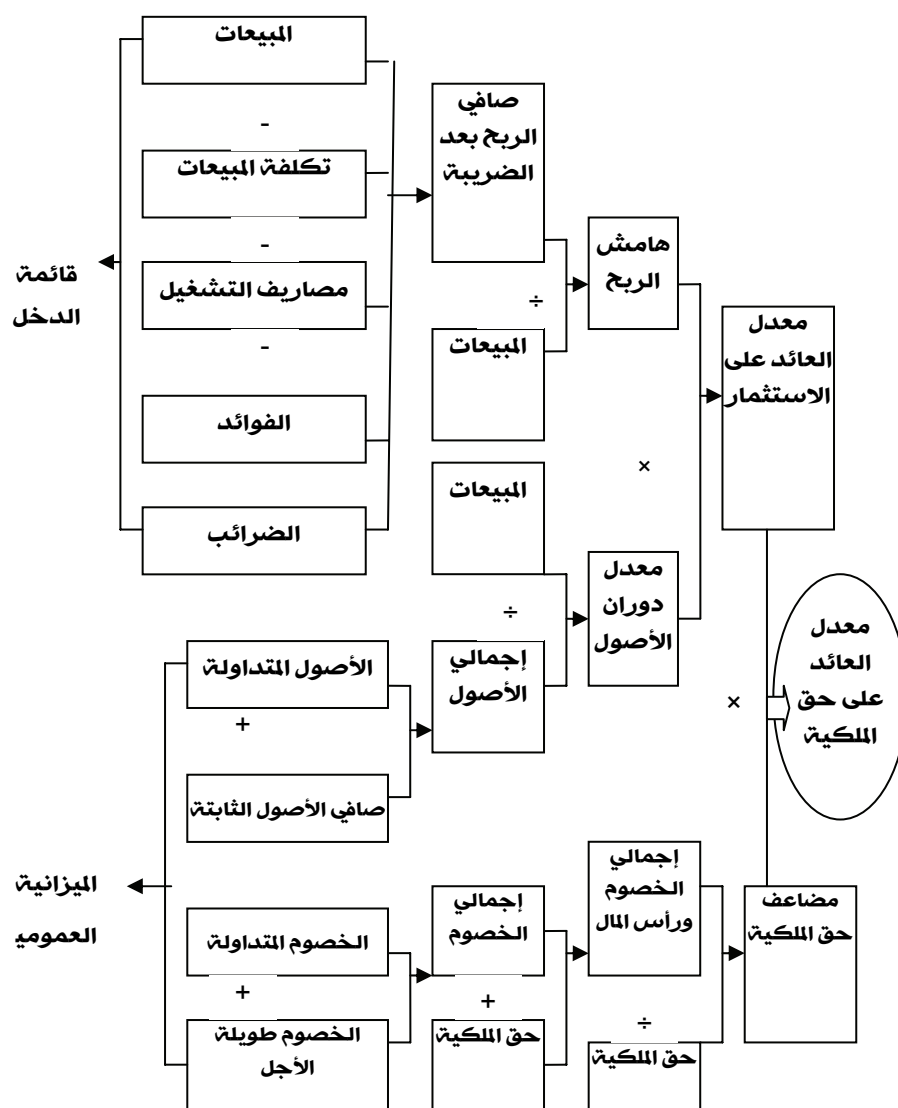 المبيعات
-
تكلفة المبيعات
-
مصاريف التشغيل
-
الفوائد
الضرائب
قائمة
الدخل
صافي
الربح بعد
الضريبة
÷
المبيعات
هامش
الربح
×
المبيعات
÷
إجمالي
الأصول
معدل
دوران
الأصول
معدل
العائد على
الاستثمار
×
معدل
العائد
على حق
الملكية
الأصول المتداولة
+
صافي الأصول الثابتة
الميزانية
العمومي
الخصوم المتداولة
+
الخصوم طويلة
الأجل
إجمالي
الخصوم
+
حق الملكية
إجمالي
الخصوم
ورأس المال
÷
حق الملكية
مضاعف
حق الملكية